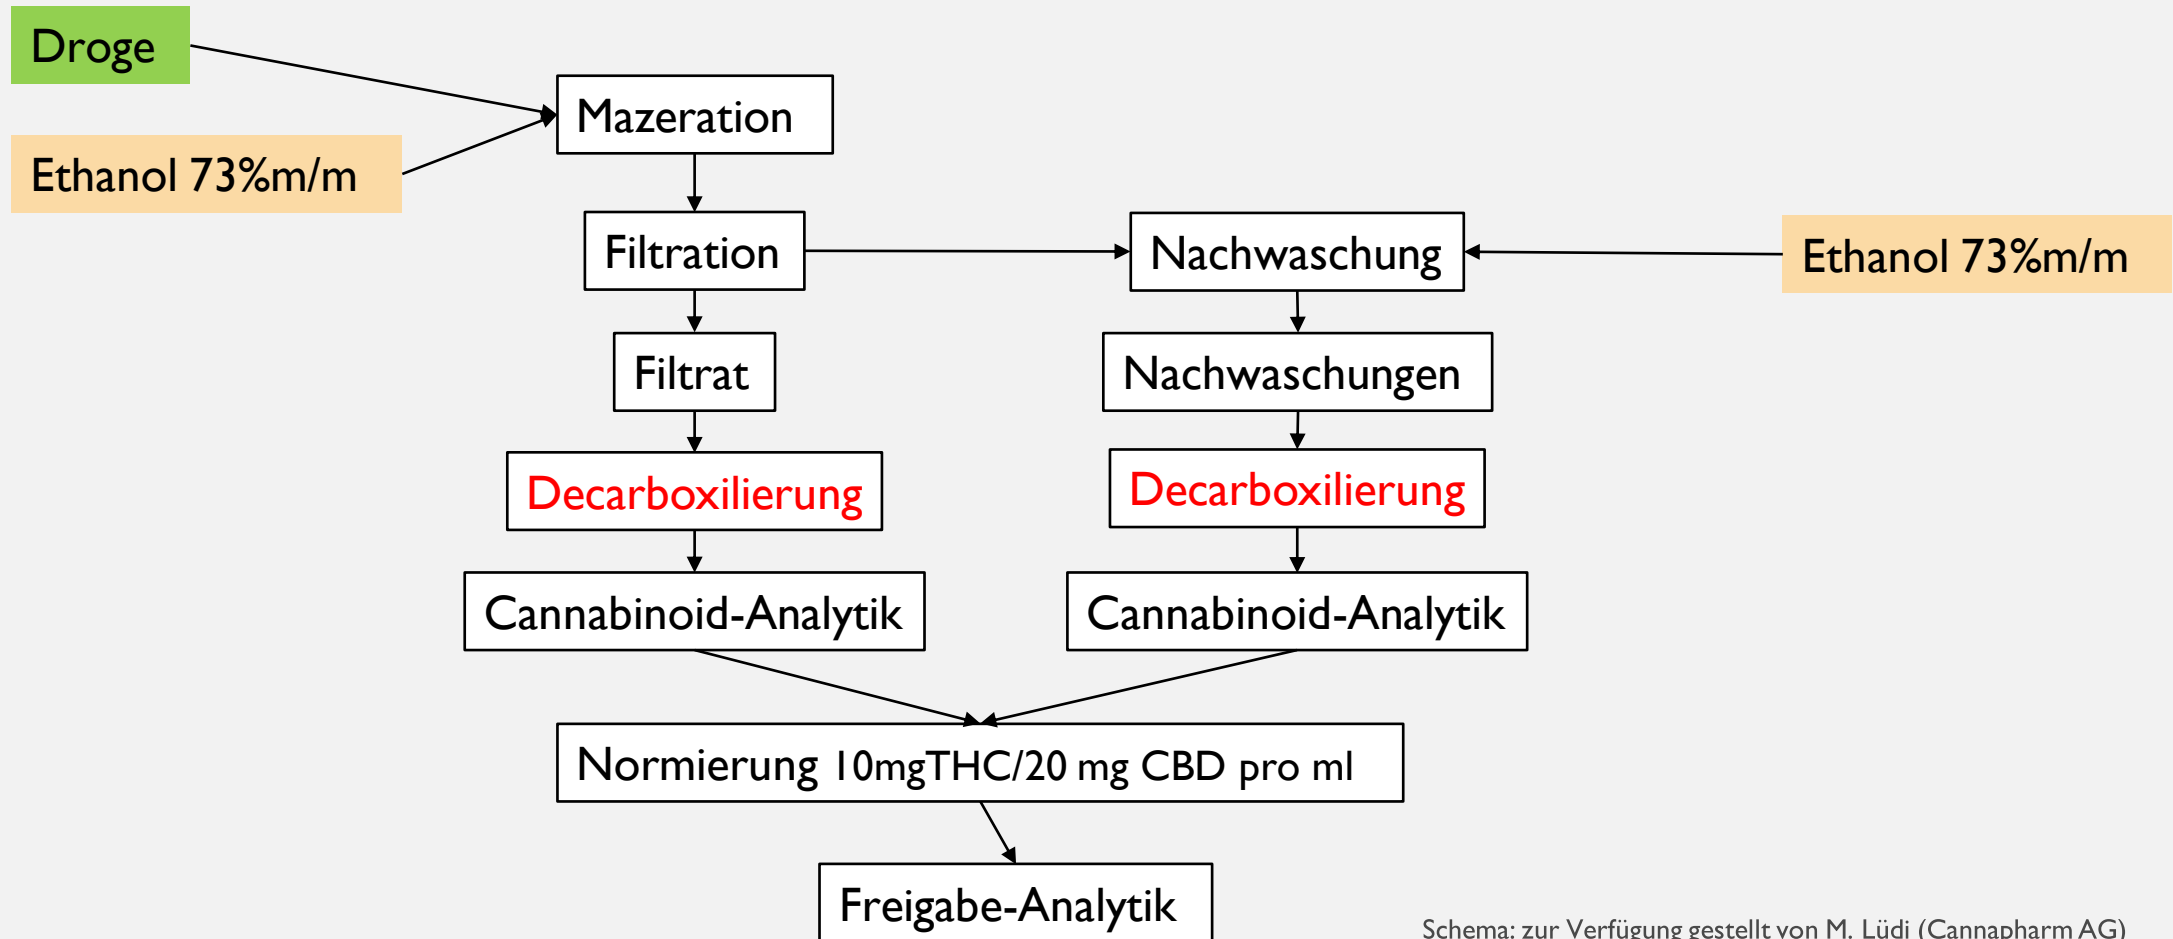 Droge
Mazeration
Ethanol 73%m/m
Filtration
Nachwaschung
Ethanol 73%m/m
Filtrat
Nachwaschungen
Decarboxilierung
Decarboxilierung
Cannabinoid-Analytik
Cannabinoid-Analytik
Normierung 10mgTHC/20 mg CBD pro ml
Freigabe-Analytik
Schema: zur Verfügung gestellt von M. Lüdi (Cannapharm AG)